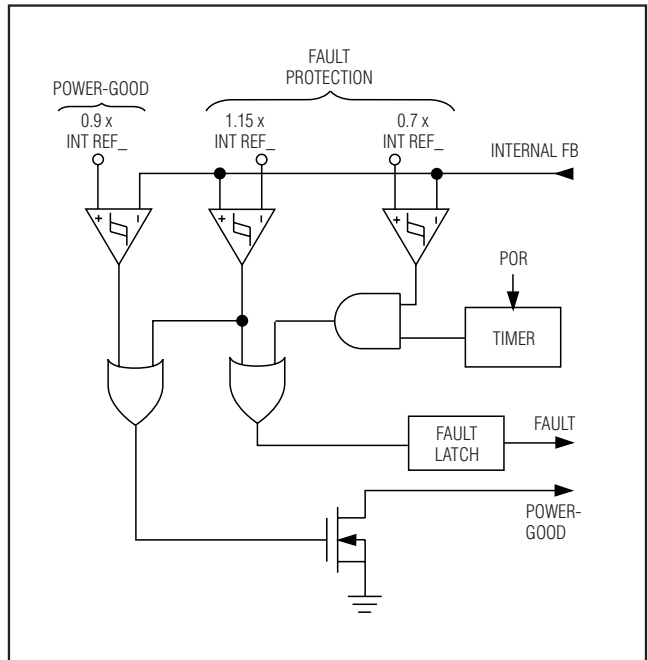 FAULT
PROTECTION
POWER-GOOD
0.9 x
INT REF_
1.15 x
INT REF_
0.7 x
INT REF_
INTERNAL FB
+ –
+ –
+ –
POR
TIMER
FAULT
LATCH
FAULT
POWER-
GOOD